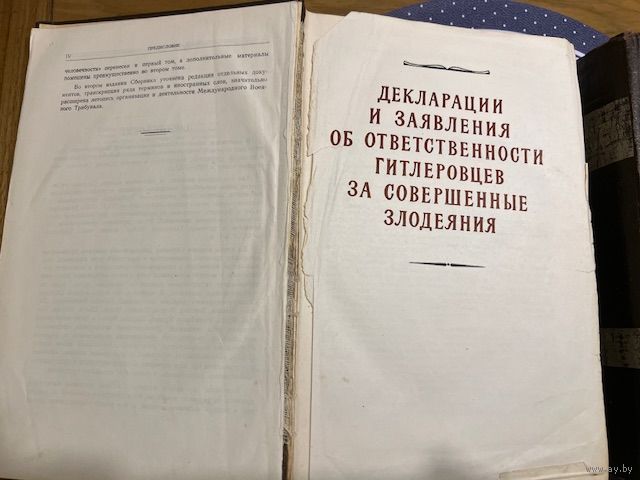 IV
ПРЕДИСЛОВИЕ
человечности» перенесен в первый том, а дополнительные материалы
помещены преимущественно во втором томе.
Во втором издании Сборника уточнена редакция отдельных доку-
ментов, транскрипция ряда терминов и иностранных слов, значительно
расширена летопись организации и деятельности Международного Воен-
ного Трибунала.
ДЕКЛАРАЦИИ
И ЗАЯВЛЕНИЯ
ОБ ОТВЕТСТВЕННОСТИ
ГИТЛЕРОВЦЕВ
ЗА СОВЕРШЕННЫЕ
ЗЛОДЕЯНИЯ
www.ay.by